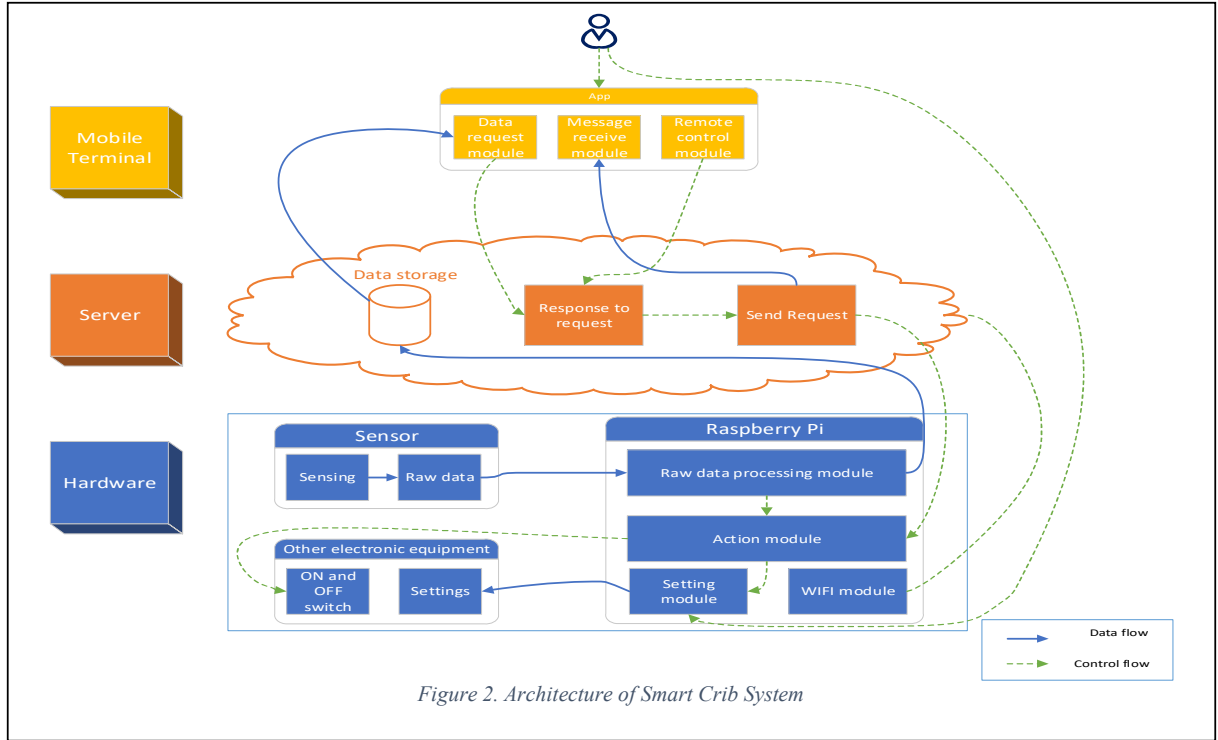 App
Data
request
module
Message
receive
module
Remote
control
module
Mobile
Terminal
Data storage
Server
Response to
request
Send Request
Sensor
Raspberry Pi
Hardware
Sensing
Raw data
Raw data processing module
Other electronic equipment
Action module
ON and
OFF
switch
Settings
Setting
module
WIFI module
Data flow
Control flow
Figure 2. Architecture of Smart Crib System